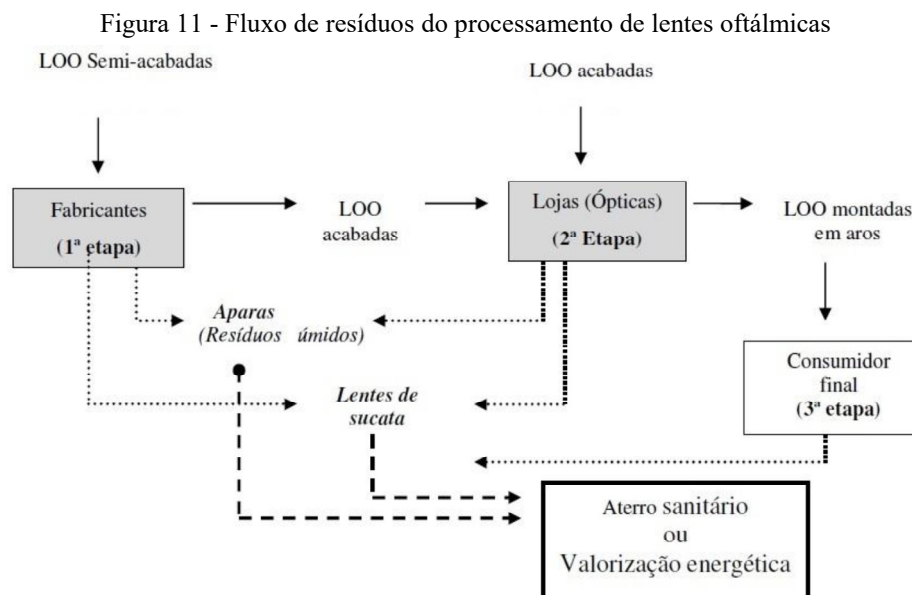 Figura 11 - Fluxo de resíduos do processamento de lentes oftálmicas
LOO Semi-acabadas
LOO acabadas
Fabricantes
(1ª etapa)
LOO
acabadas
Lojas (Ópticas)
(2ª Etapa)
LOO montadas
em aros
Aparas
(Resíduos úmidos)
Lentes de
sucata
Consumidor
final
(3ª etapa)
Aterro sanitário
ou
Valorização energética